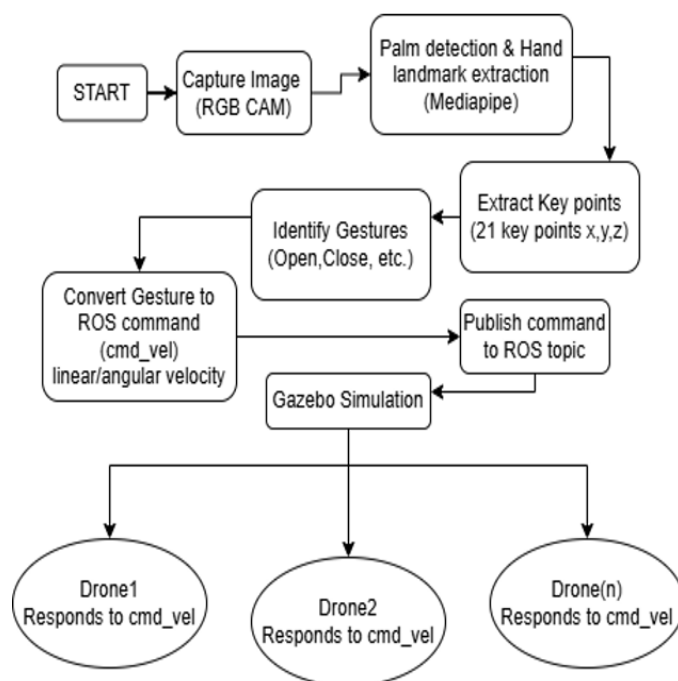 START
Capture Image
(RGB CAM)
Palm detection & Hand
landmark extraction
(Mediapipe)
Extract Key points
(21 key points x,y,z)
Identify Gestures
(Open,Close, etc.)
Convert Gesture to
ROS command
(cmd_vel)
linear/angular velocity
Publish command
to ROS topic
Gazebo Simulation
Drone1
Responds to cmd_vel
Drone2
Responds to cmd_vel
Drone(n)
Responds to cmd_vel